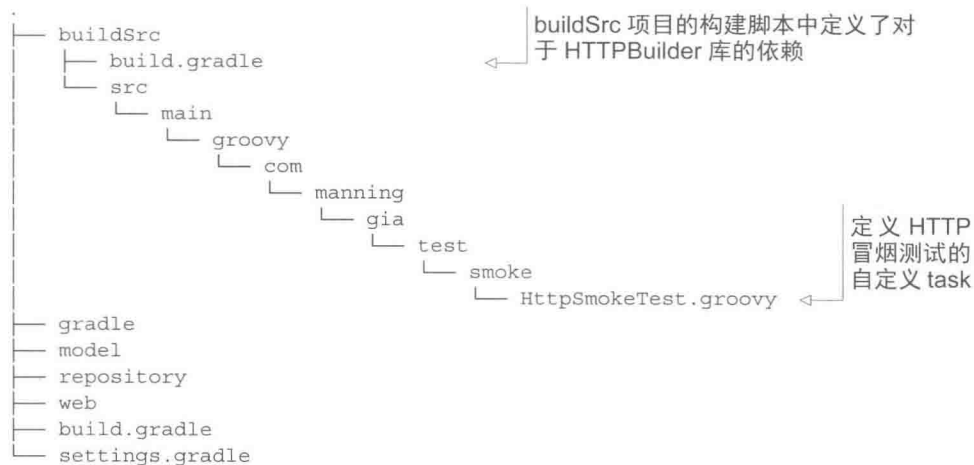 .
├── buildSrc
│   ├── build.gradle
buildSrc 项目的构建脚本中定义了对
于 HTTPBuilder 库的依赖
│   └── src
│       └── main
│           └── groovy
│               └── com
│                   └── manning
│                       └── gia
│                           └── test
│                               └── smoke
│                                   └── HttpSmokeTest.groovy
定义 HTTP
冒烟测试的
自定义 task
├── gradle
├── model
├── repository
├── web
├── build.gradle
└── settings.gradle